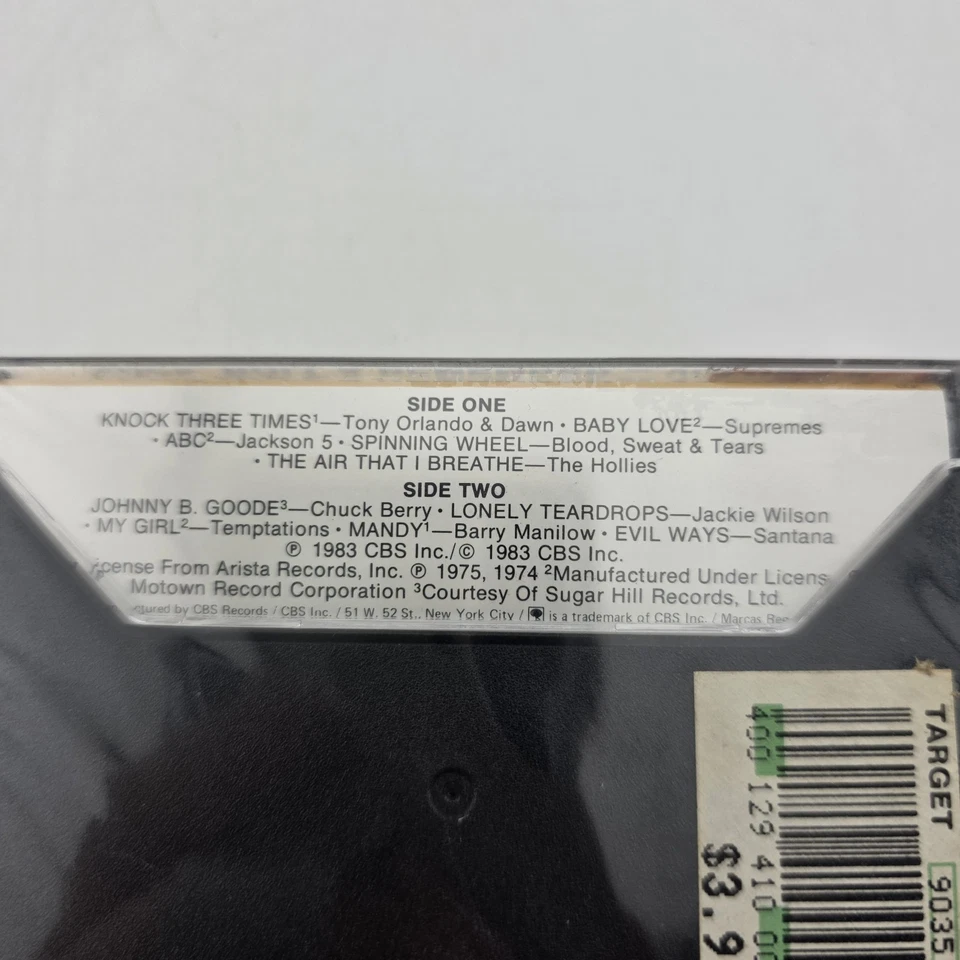 SIDE ONE
KNOCK THREE TIMES¹—Tony Orlando & Dawn • BABY LOVE²—Supremes
• ABC²—Jackson 5 • SPINNING WHEEL—Blood, Sweat & Tears
• THE AIR THAT I BREATHE—The Hollies
SIDE TWO
JOHNNY B. GOODE³—Chuck Berry • LONELY TEARDROPS—Jackie Wilson
• MY GIRL²—Temptations • MANDY¹—Barry Manilow • EVIL WAYS—Santana
℗ 1983 CBS Inc./© 1983 CBS Inc.
From Arista Records, Inc. ℗ 1975, 1974 ²Manufactured Under Licens
Motown Record Corporation ³Courtesy Of Sugar Hill Records, Ltd.
by CBS Records / CBS Inc. / 51 W. 52 St., New York City / is a trademark of CBS Inc. / Marcas
TARGET
9035
400 129 410
$3.9